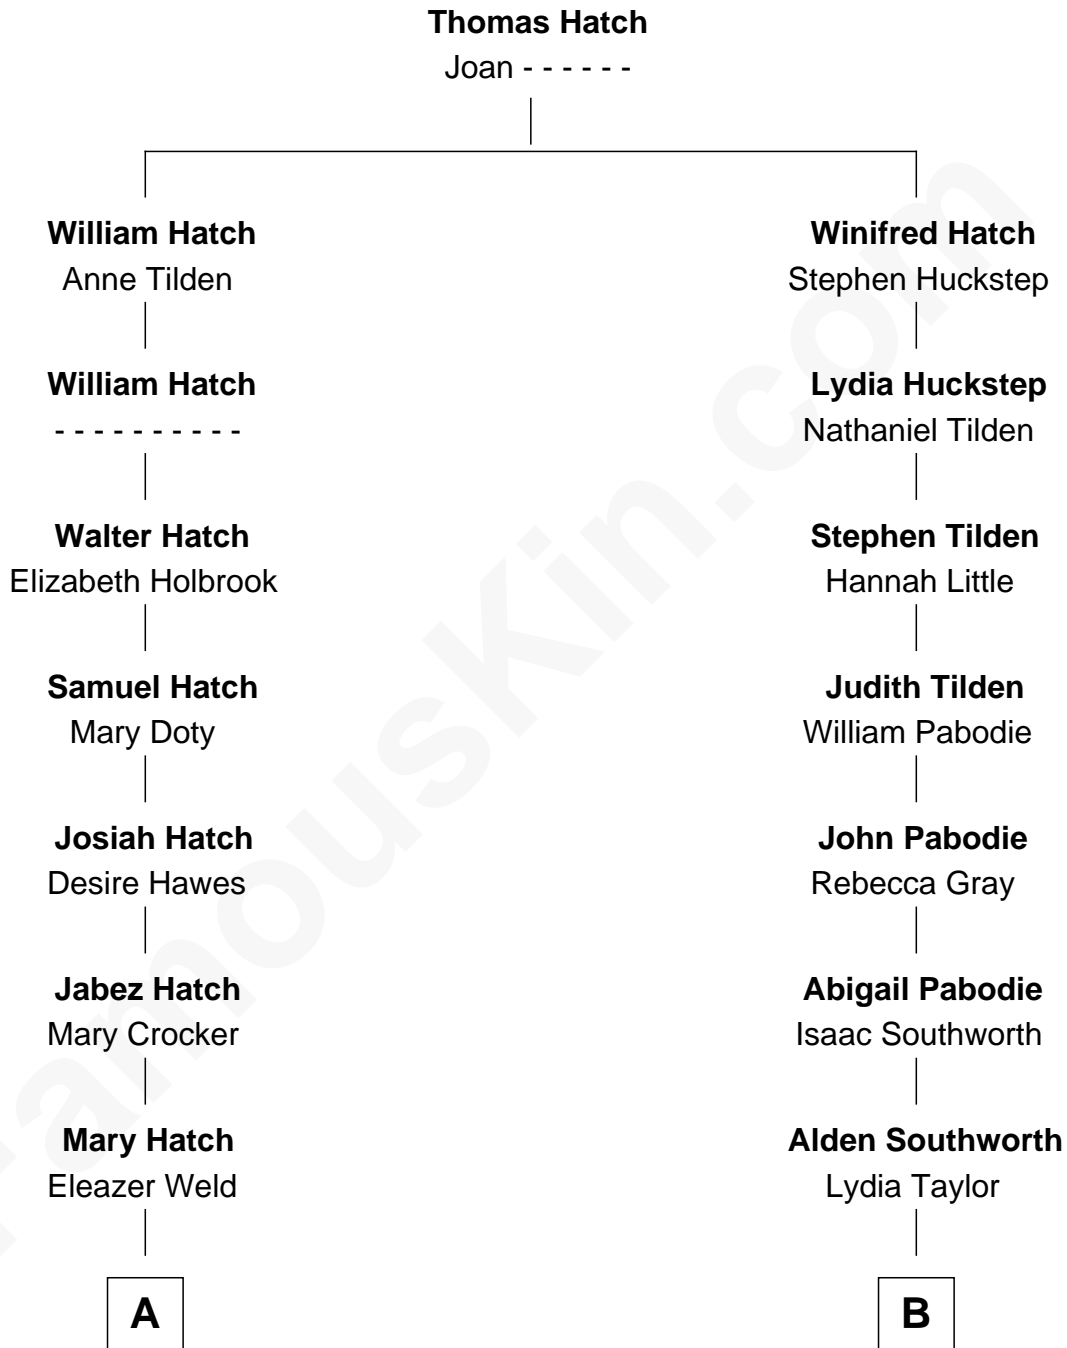 Thomas Hatch
Joan - - - - - -
William Hatch
Anne Tilden
Winifred Hatch
Stephen Huckstep
William Hatch
- - - - - - - - - -
Lydia Huckstep
Nathaniel Tilden
Walter Hatch
Elizabeth Holbrook
Stephen Tilden
Hannah Little
Samuel Hatch
Mary Doty
Judith Tilden
William Pabodie
Josiah Hatch
Desire Hawes
John Pabodie
Rebecca Gray
Jabez Hatch
Mary Crocker
Abigail Pabodie
Isaac Southworth
Mary Hatch
Eleazer Weld
Alden Southworth
Lydia Taylor
A
B
FamousKin.com